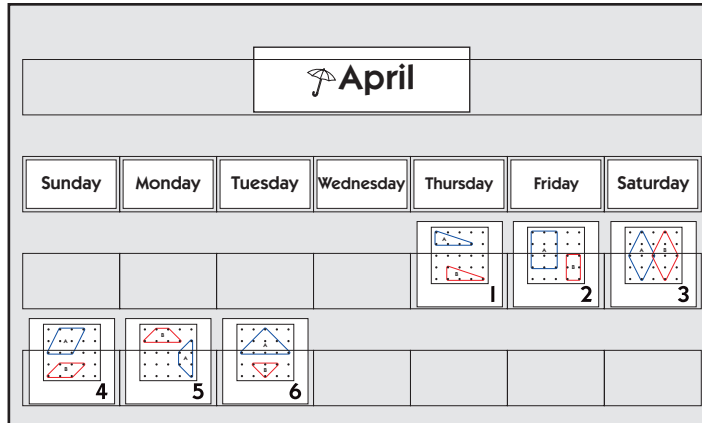 April
Sunday Monday Tuesday Wednesday Thursday Friday Saturday
A B 1
A B 2
A B 3
A B 4
B A 5
A B 6